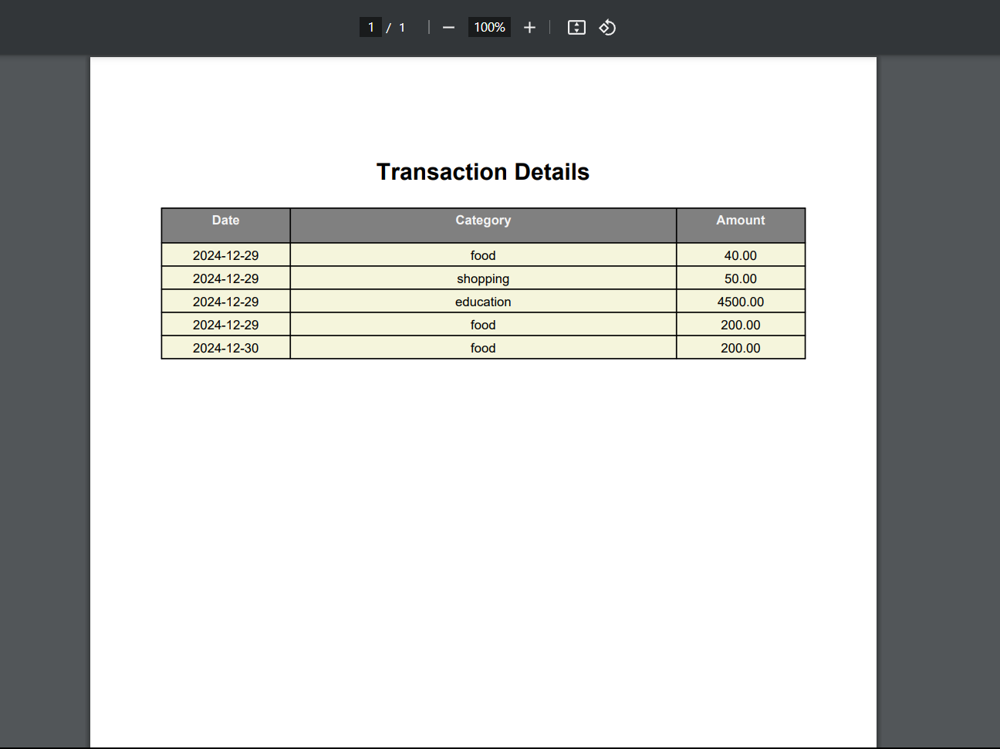 1 / 1 100%
Transaction Details
Date Category Amount
2024-12-29 food 40.00
2024-12-29 shopping 50.00
2024-12-29 education 4500.00
2024-12-29 food 200.00
2024-12-30 food 200.00